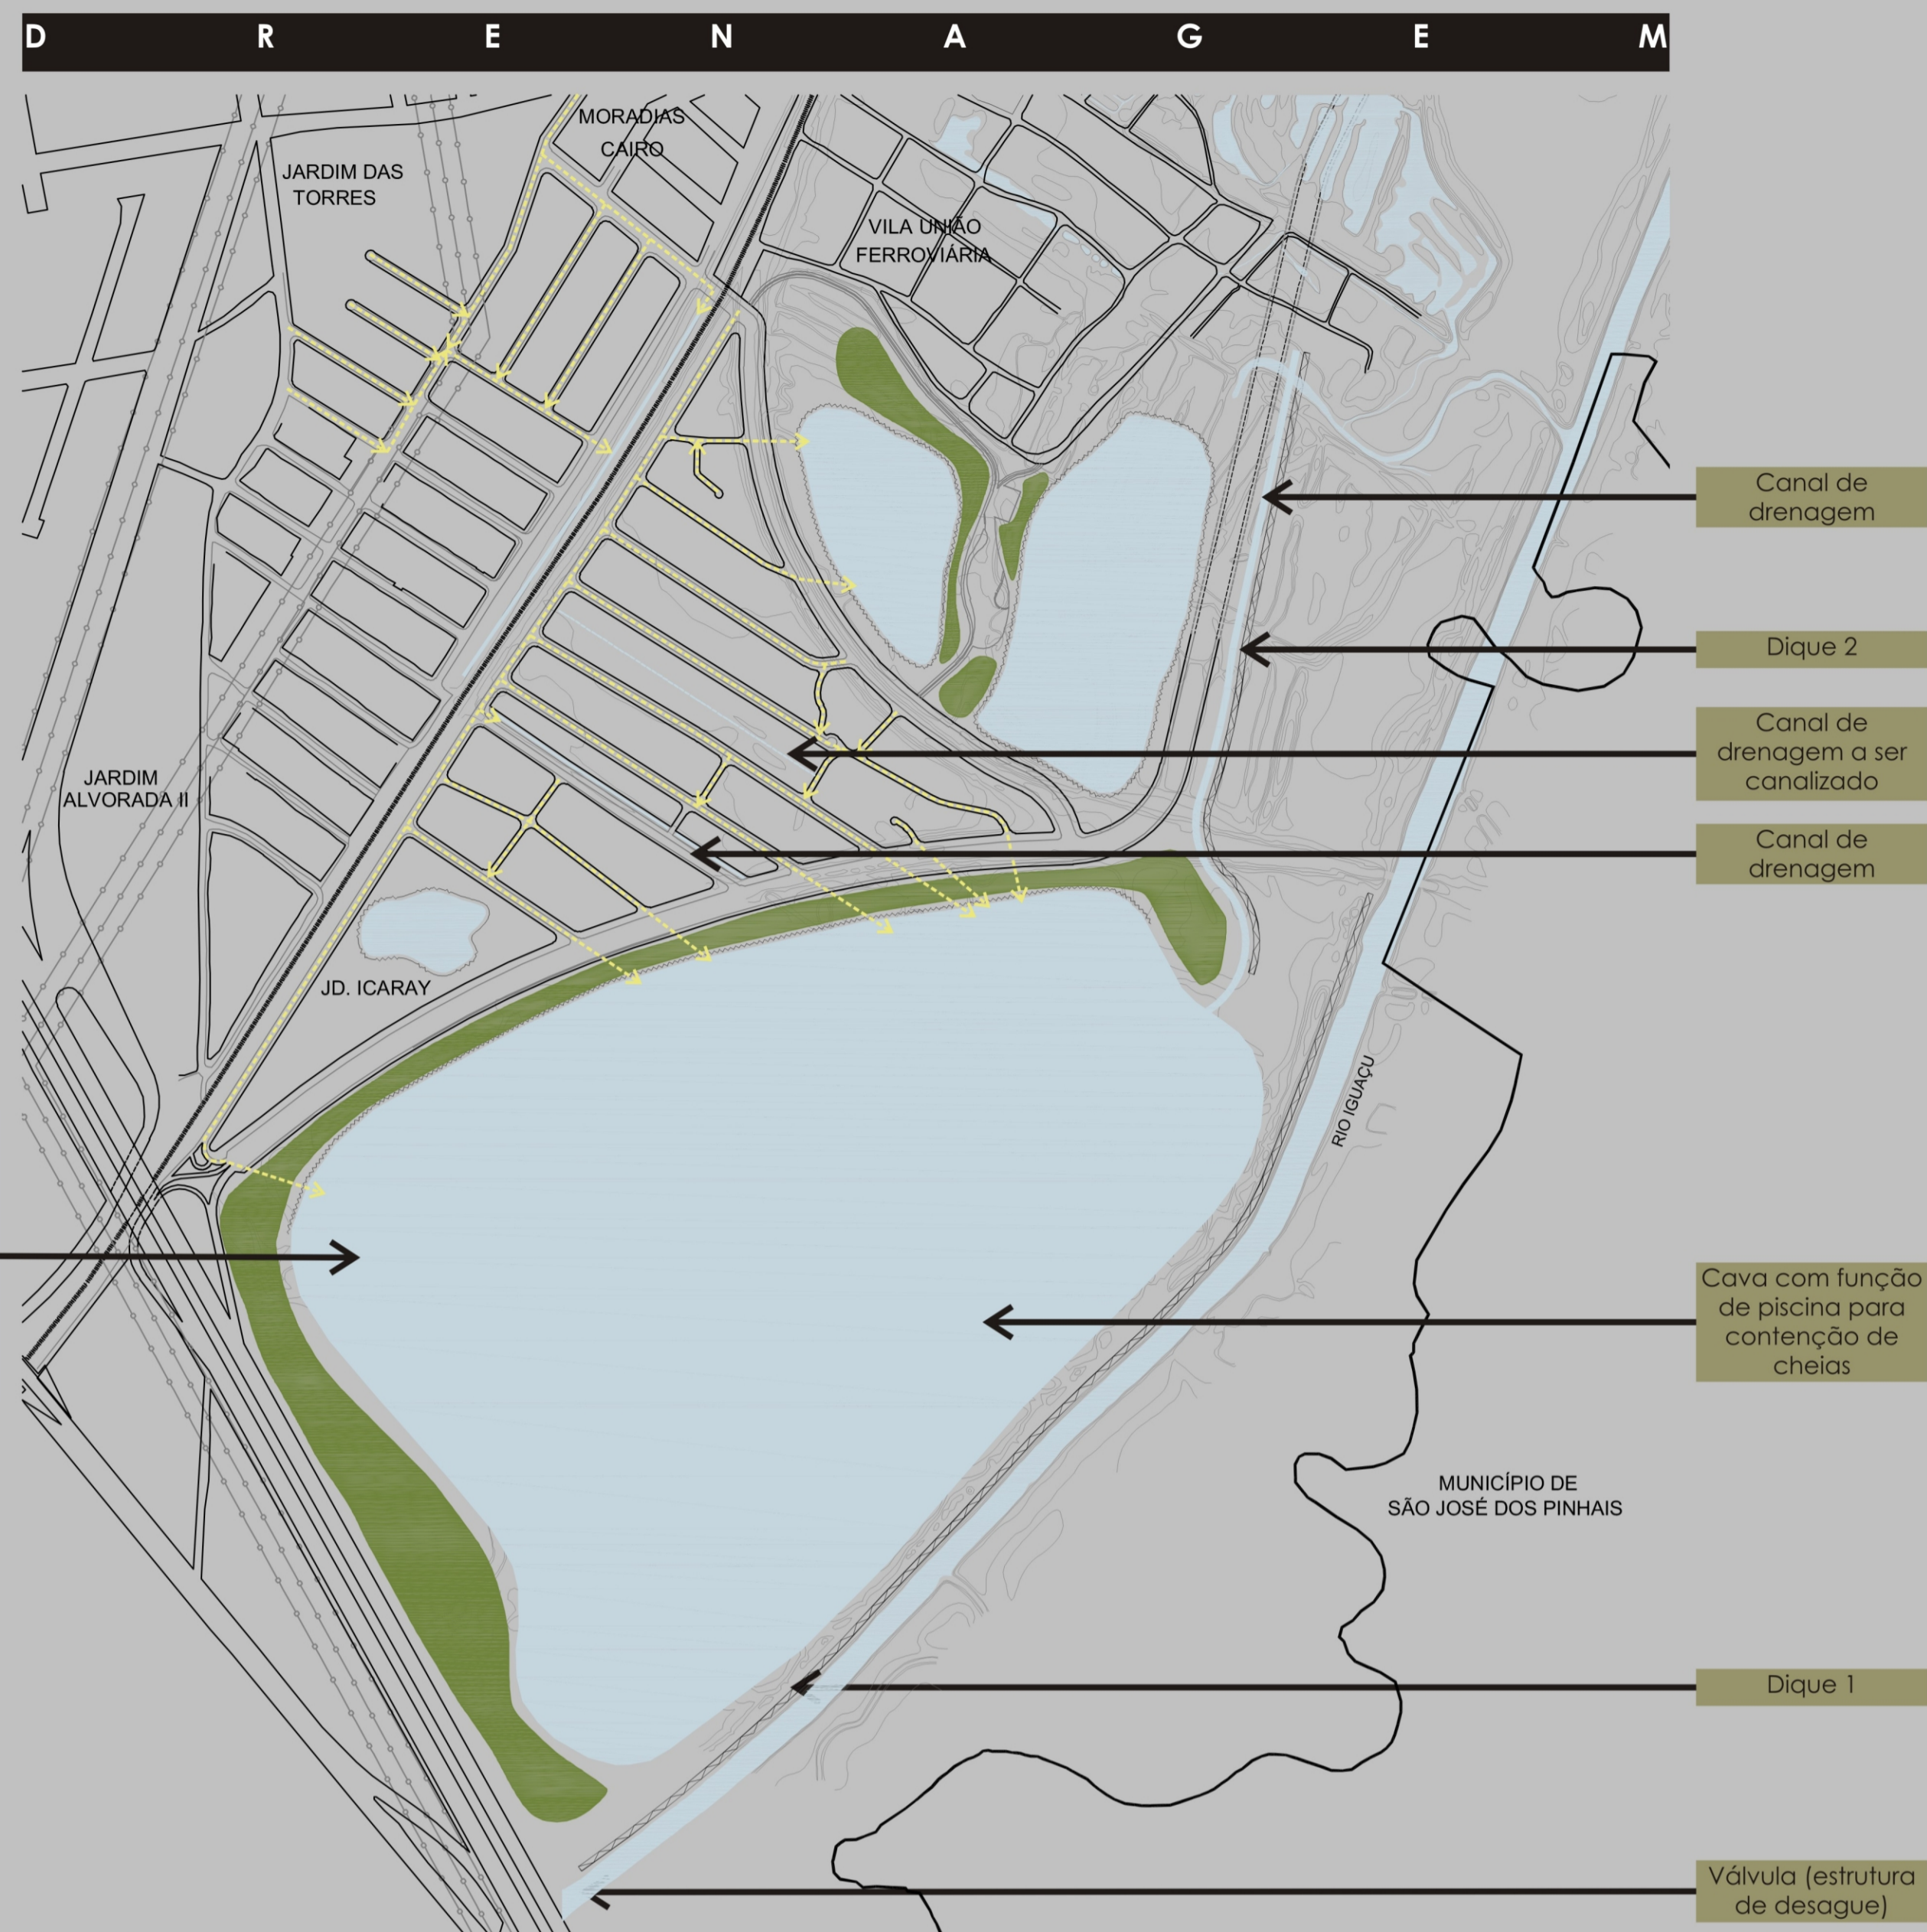 D R E N A G E M
MORADIAS
CAIRO
JARDIM DAS
TORRES
VILA UNIÃO
FERROVIÁRIA
Canal de
drenagem
Dique 2
Canal de
drenagem a ser
canalizado
JARDIM
ALVORADA II
Canal de
drenagem
JD. ICARAY
RIO IGUAÇU
Cava com função
de piscina para
contenção de
cheias
MUNICÍPIO DE
SÃO JOSÉ DOS PINHAIS
Dique 1
Válvula (estrutura
de desague)